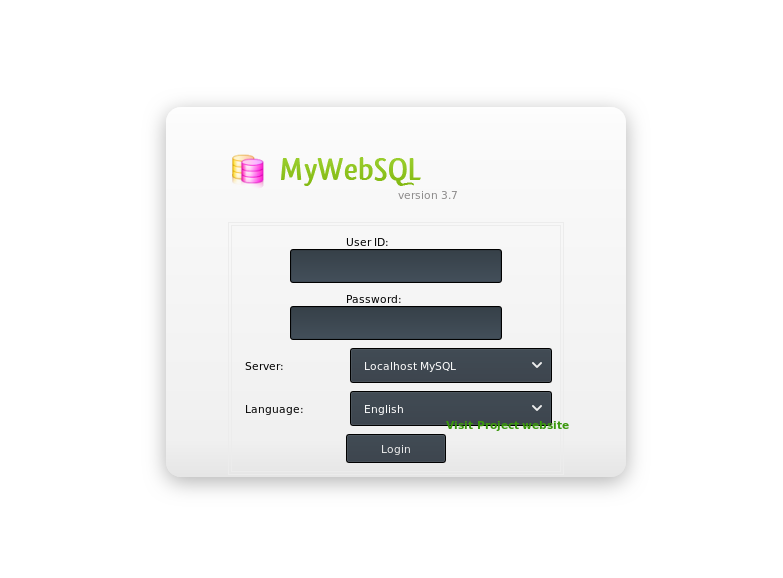 MyWebSQL
version 3.7
User ID:
Password:
Server:
Localhost MySQL
Language:
English
Visit Project website
Login